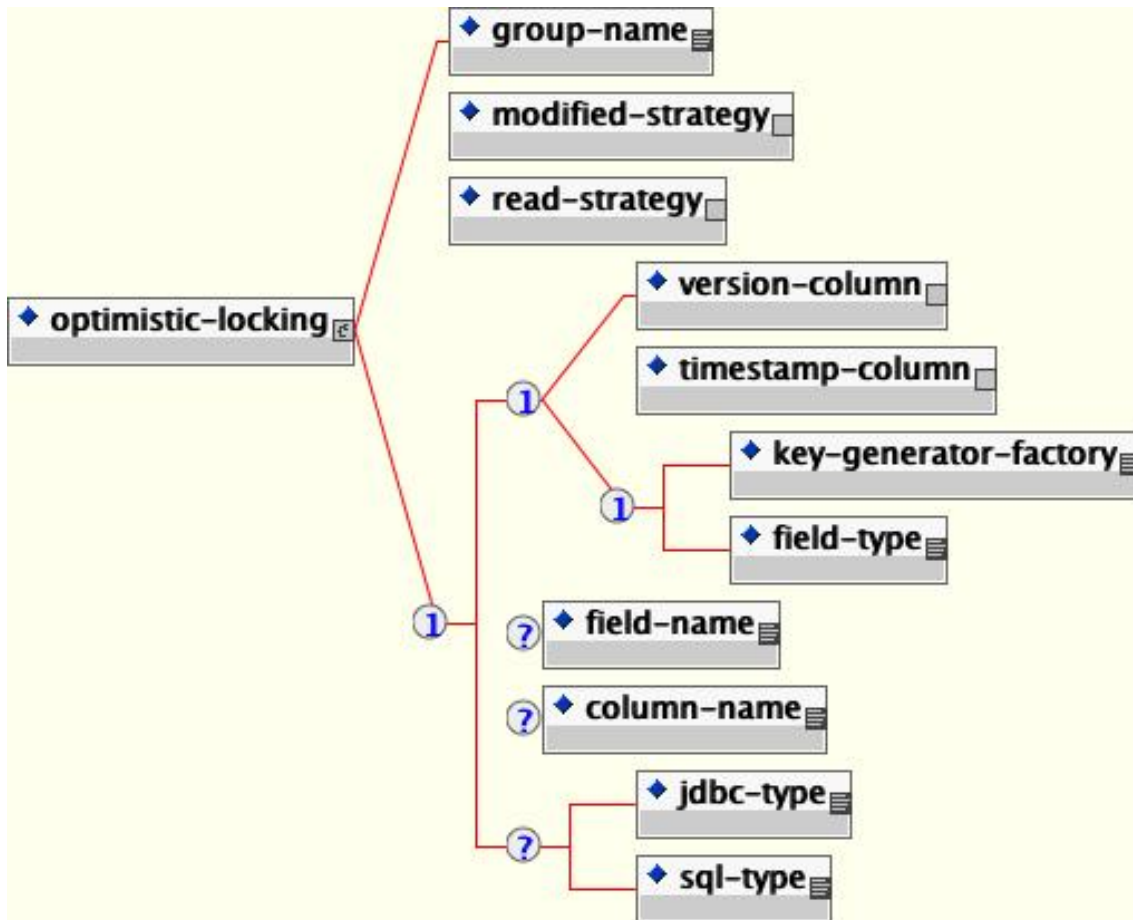 group-name
modified-strategy
read-strategy
version-column
optimistic-locking
timestamp-column
1
key-generator-factory
1
field-type
1
? field-name
? column-name
jdbc-type
?
sql-type